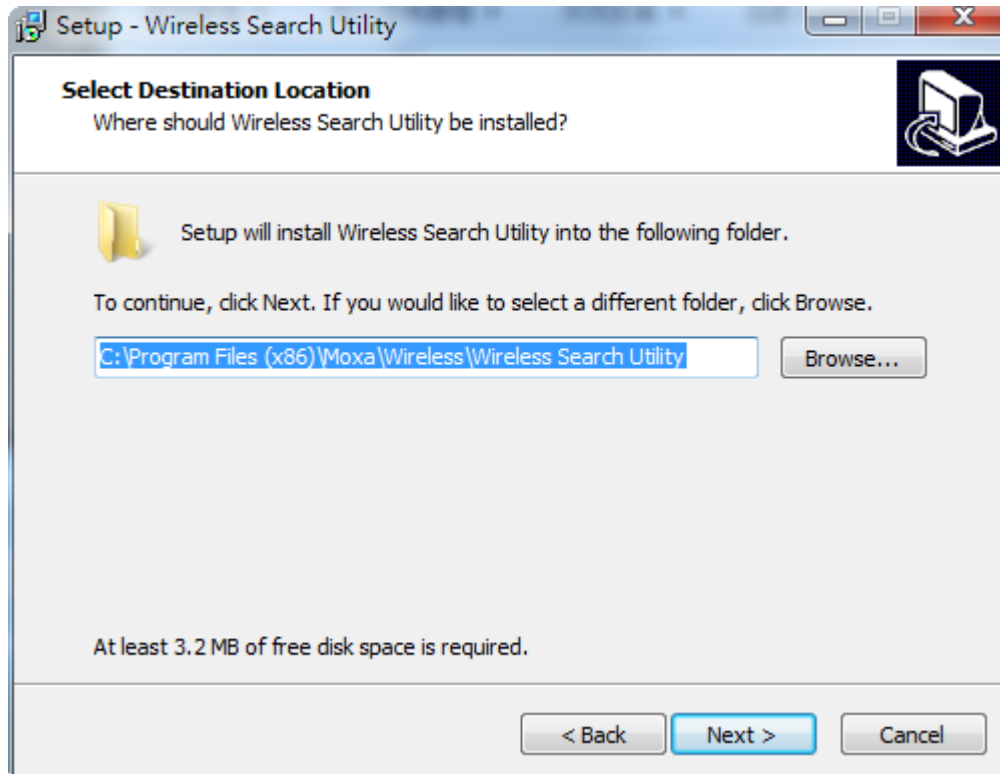 Setup - Wireless Search Utility
Select Destination Location
Where should Wireless Search Utility be installed?
Setup will install Wireless Search Utility into the following folder.
To continue, click Next. If you would like to select a different folder, click Browse.
C:\Program Files (x86)\Moxa\Wireless\Wireless Search Utility
Browse...
At least 3.2 MB of free disk space is required.
< Back
Next >
Cancel